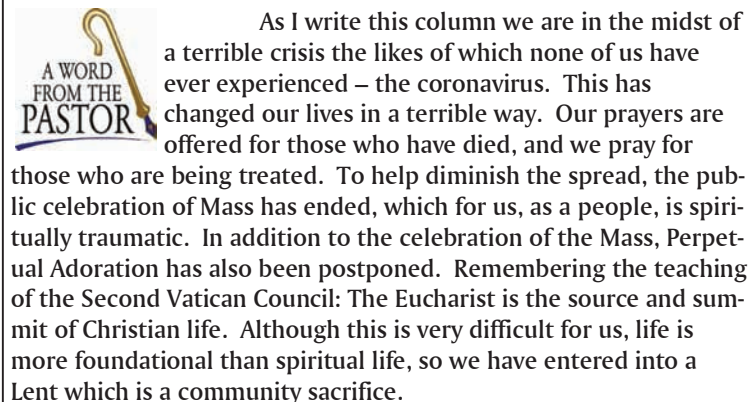 A WORD
FROM THE
PASTOR
As I write this column we are in the midst of
a terrible crisis the likes of which none of us have
ever experienced – the coronavirus. This has
changed our lives in a terrible way. Our prayers are
offered for those who have died, and we pray for
those who are being treated. To help diminish the spread, the pub-
lic celebration of Mass has ended, which for us, as a people, is spiri-
tually traumatic. In addition to the celebration of the Mass, Perpet-
ual Adoration has also been postponed. Remembering the teaching
of the Second Vatican Council: The Eucharist is the source and sum-
mit of Christian life. Although this is very difficult for us, life is
more foundational than spiritual life, so we have entered into a
Lent which is a community sacrifice.